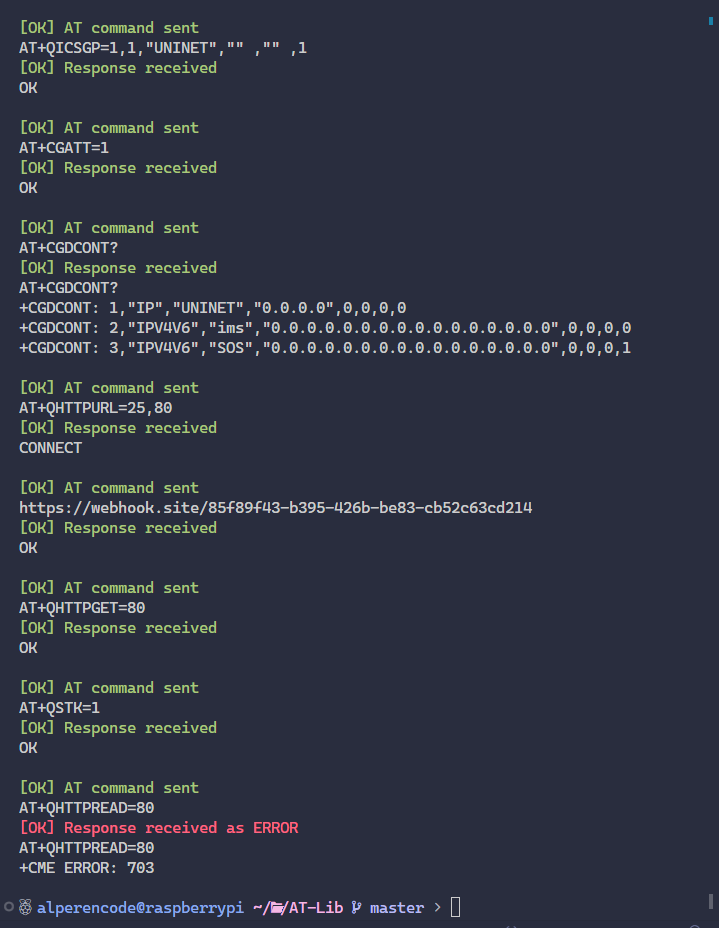 [OK] AT command sent
AT+QICSGP=1,1,"UNINET","" ,"" ,1
[OK] Response received
OK
[OK] AT command sent
AT+CGATT=1
[OK] Response received
OK
[OK] AT command sent
AT+CGDCONT?
[OK] Response received
AT+CGDCONT?
+CGDCONT: 1,"IP","UNINET","0.0.0.0",0,0,0,0
+CGDCONT: 2,"IPV4V6","ims","0.0.0.0.0.0.0.0.0.0.0.0.0.0.0.0",0,0,0,0
+CGDCONT: 3,"IPV4V6","SOS","0.0.0.0.0.0.0.0.0.0.0.0.0.0.0.0",0,0,0,1
[OK] AT command sent
AT+QHTTPURL=25,80
[OK] Response received
CONNECT
[OK] AT command sent
https://webhook.site/85f89f43-b395-426b-be83-cb52c63cd214
[OK] Response received
OK
[OK] AT command sent
AT+QHTTPGET=80
[OK] Response received
OK
[OK] AT command sent
AT+QSTK=1
[OK] Response received
OK
[OK] AT command sent
AT+QHTTPREAD=80
[OK] Response received as ERROR
AT+QHTTPREAD=80
+CME ERROR: 703
alperencode@raspberrypi ~/AT-Lib master >